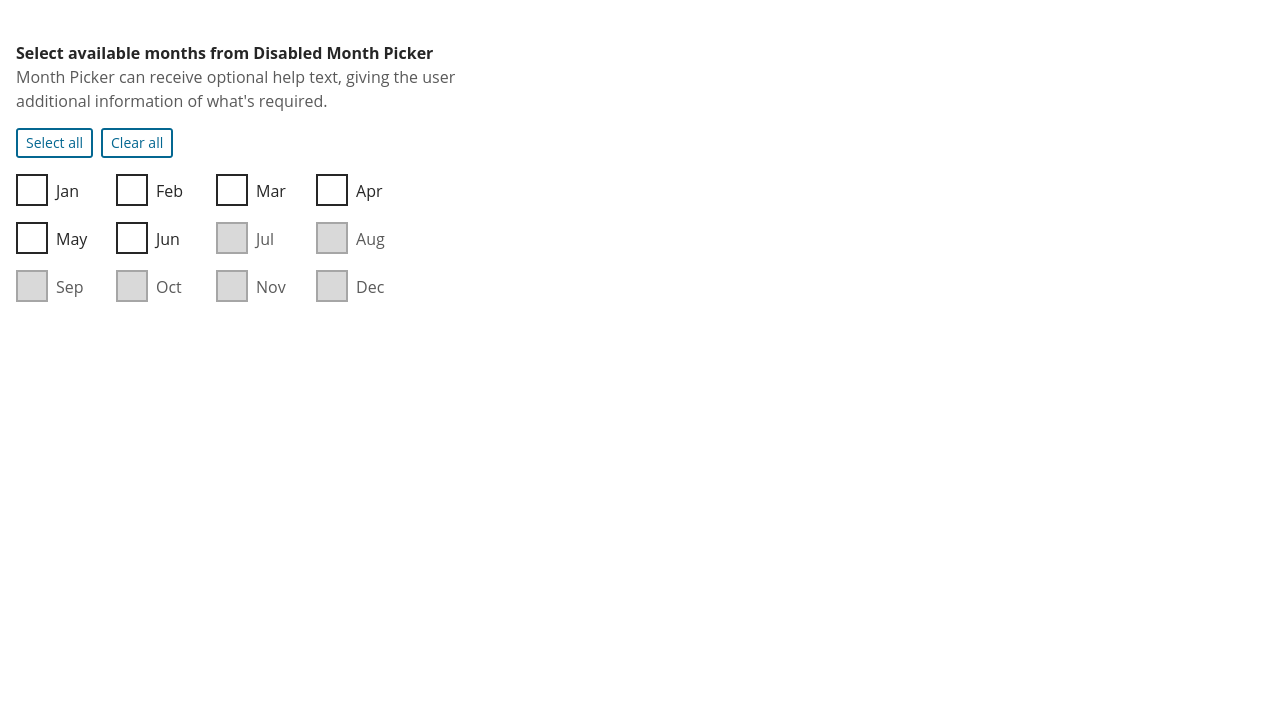 Select available months from Disabled Month Picker
Month Picker can receive optional help text, giving the user
additional information of what's required.
Select all Clear all
Jan Feb Mar Apr
May Jun Jul Aug
Sep Oct Nov Dec